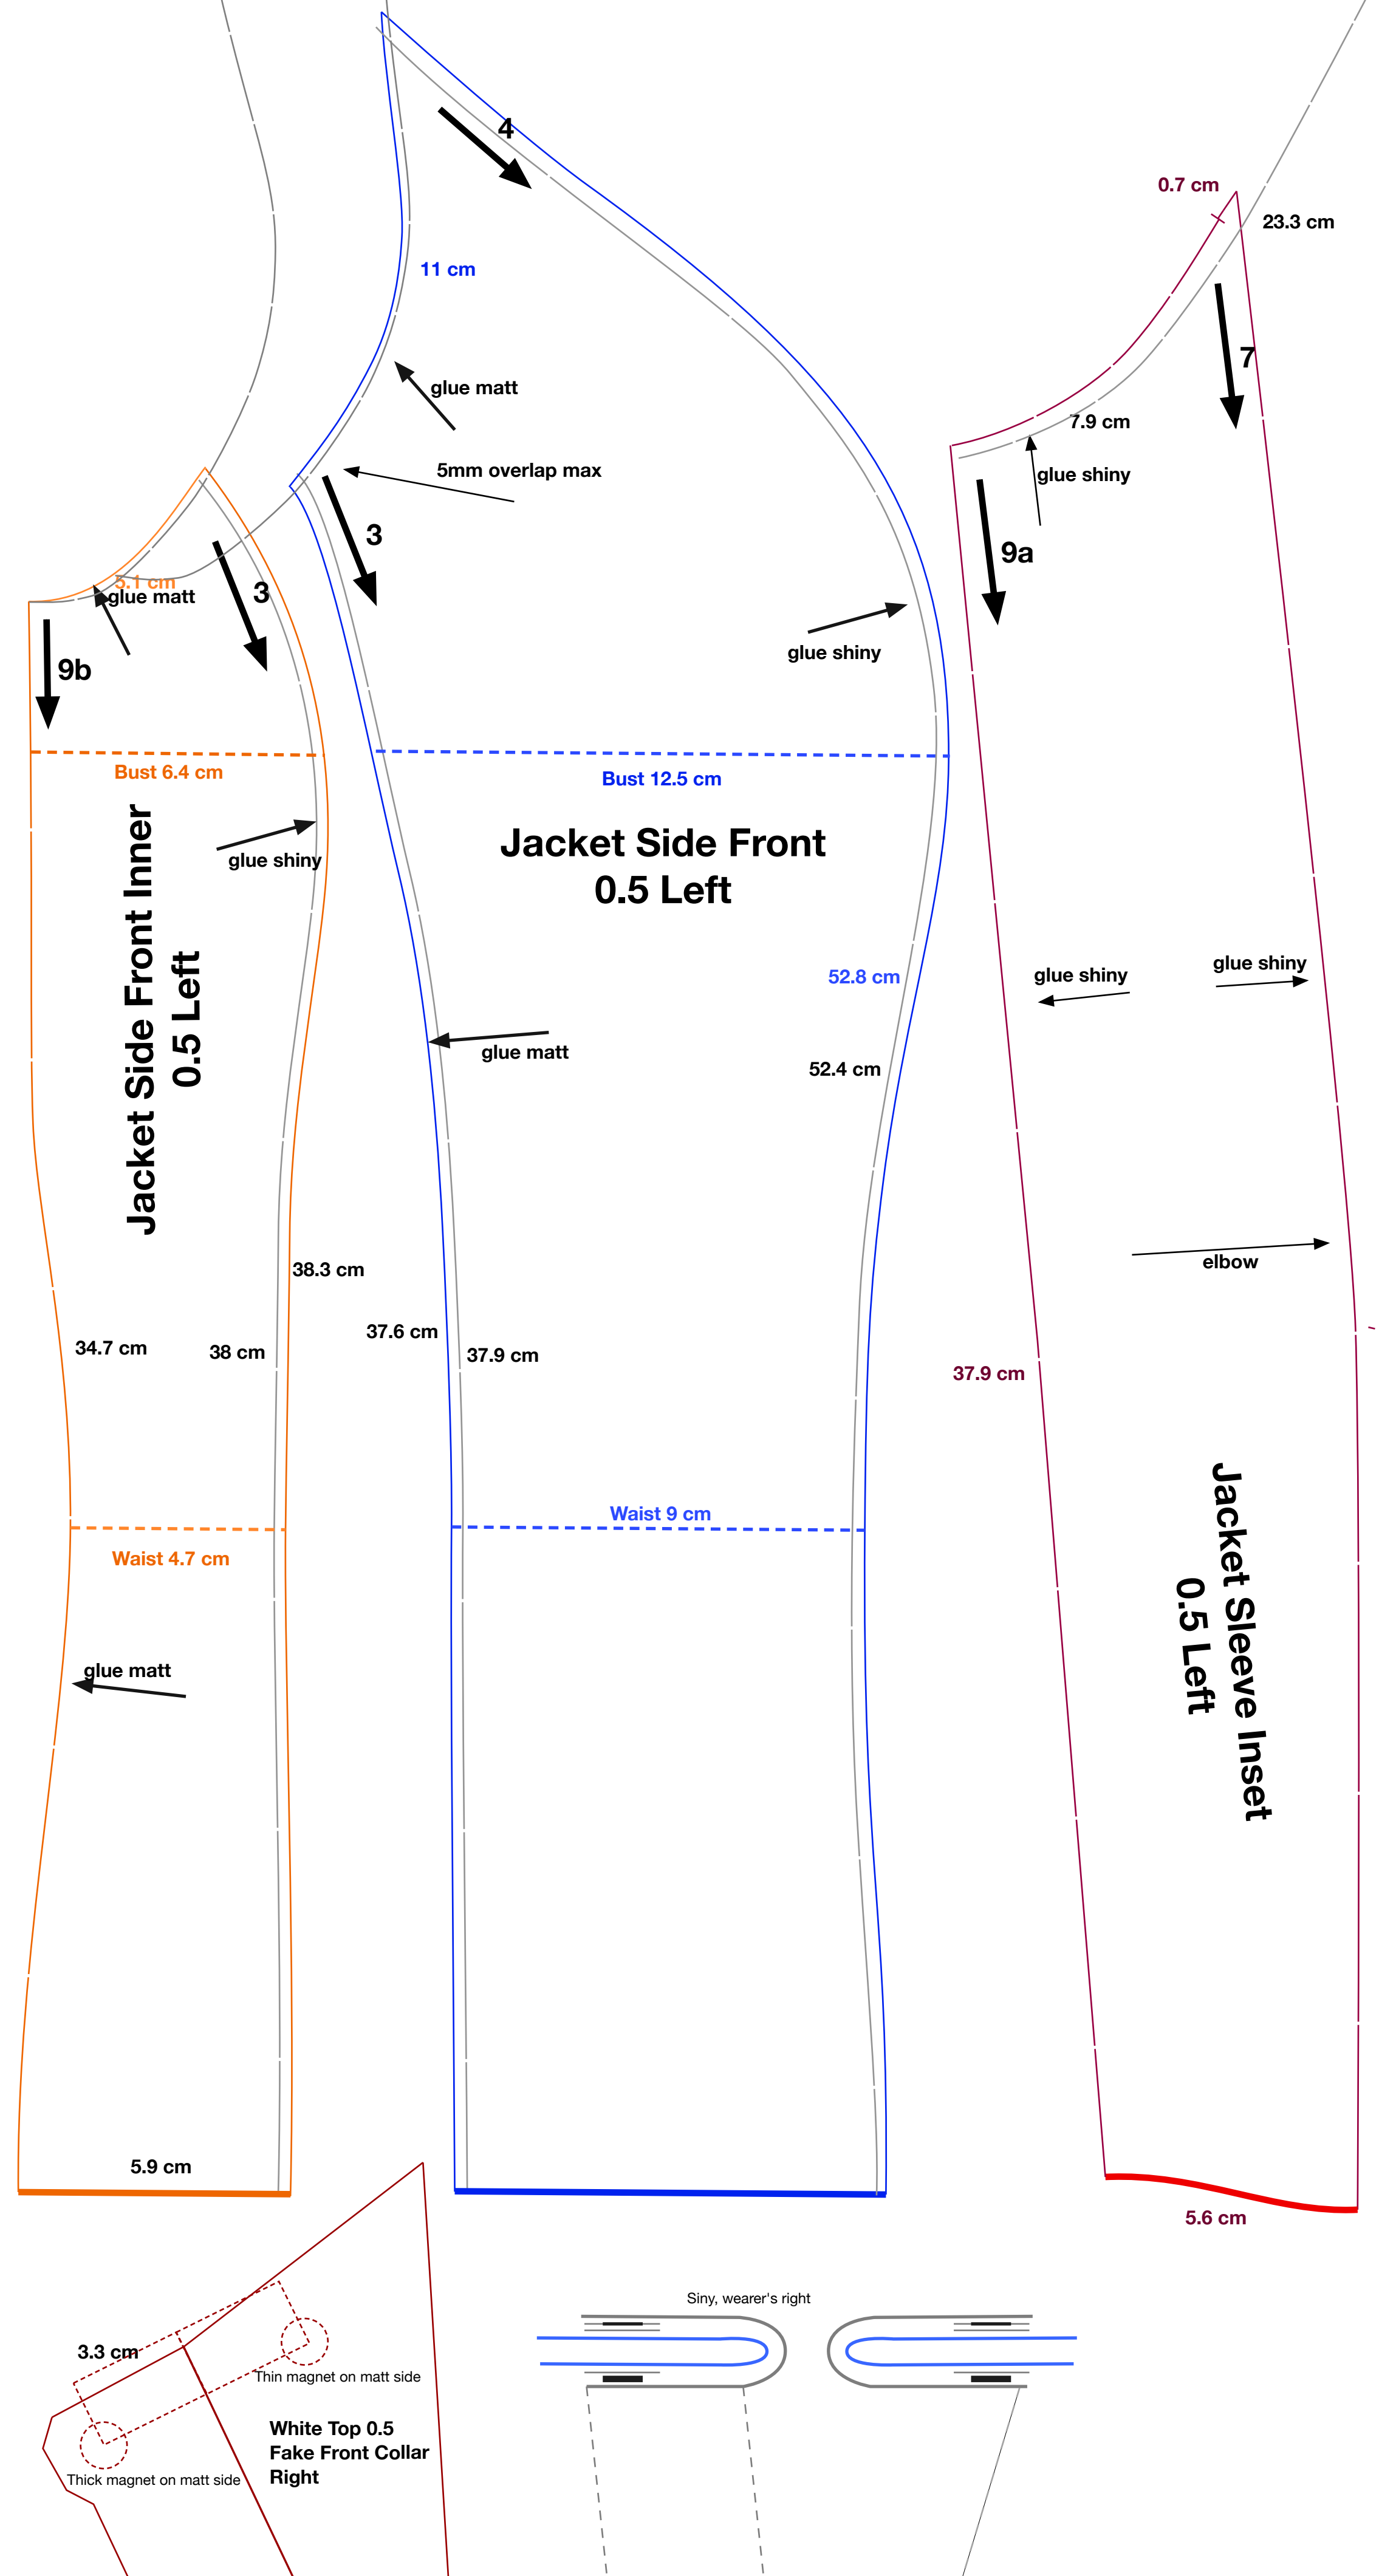 4
0.7 cm
23.3 cm
11 cm
7
glue matt
7.9 cm
5mm overlap max
glue shiny
3
9a
5.1 cm
glue matt
3
glue shiny
9b
Bust 6.4 cm
Bust 12.5 cm
Jacket Side Front
0.5 Left
glue shiny
Jacket Side Front Inner
0.5 Left
52.8 cm
glue shiny
glue shiny
glue matt
52.4 cm
elbow
38.3 cm
37.6 cm
34.7 cm
38 cm
37.9 cm
37.9 cm
Jacket Sleeve Inset
0.5 Left
Waist 9 cm
Waist 4.7 cm
glue matt
5.9 cm
5.6 cm
Siny, wearer's right
3.3 cm
Thin magnet on matt side
White Top 0.5
Fake Front Collar
Right
Thick magnet on matt side